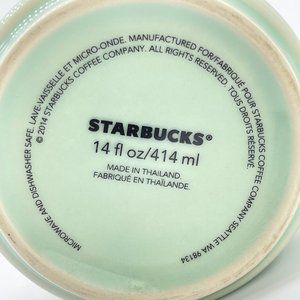 MICROWAVE AND DISHWASHER SAFE. LAVE-VAISSELLE ET MICRO-ONDE. MANUFACTURED FOR/FABRIQUÉ POUR STARBUCKS COFFEE COMPANY SEATTLE WA 98134
© 2014 STARBUCKS COFFEE COMPANY. ALL RIGHTS RESERVED. TOUS DROITS RÉSERVÉ.
STARBUCKS®
14 fl oz/414 ml
MADE IN THAILAND.
FABRIQUÉ EN THAÏLANDE.